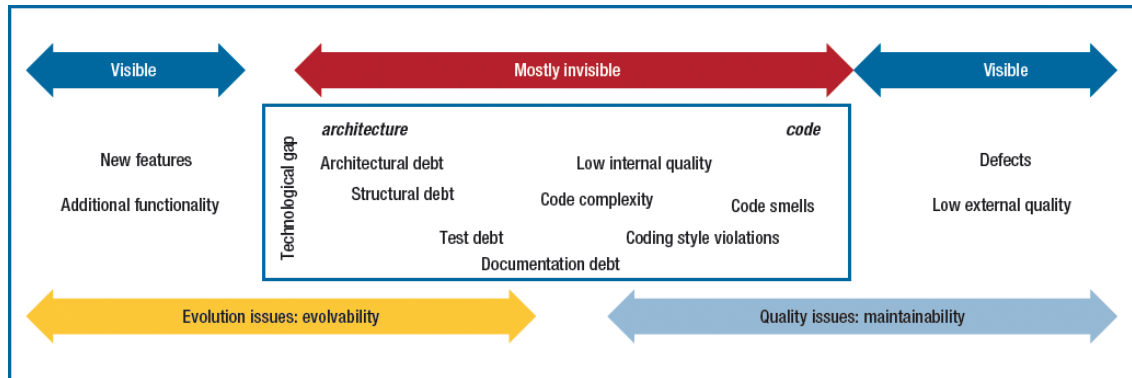 Visible
Mostly invisible
Visible
Technological gap
architecture
code
New features
Architectural debt
Low internal quality
Defects
Structural debt
Code complexity
Code smells
Additional functionality
Low external quality
Test debt
Coding style violations
Documentation debt
Evolution issues: evolvability
Quality issues: maintainability